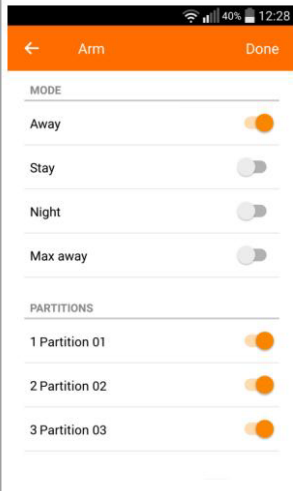 40% 12:28
Arm Done
MODE
Away
Stay
Night
Max away
PARTITIONS
1 Partition 01
2 Partition 02
3 Partition 03